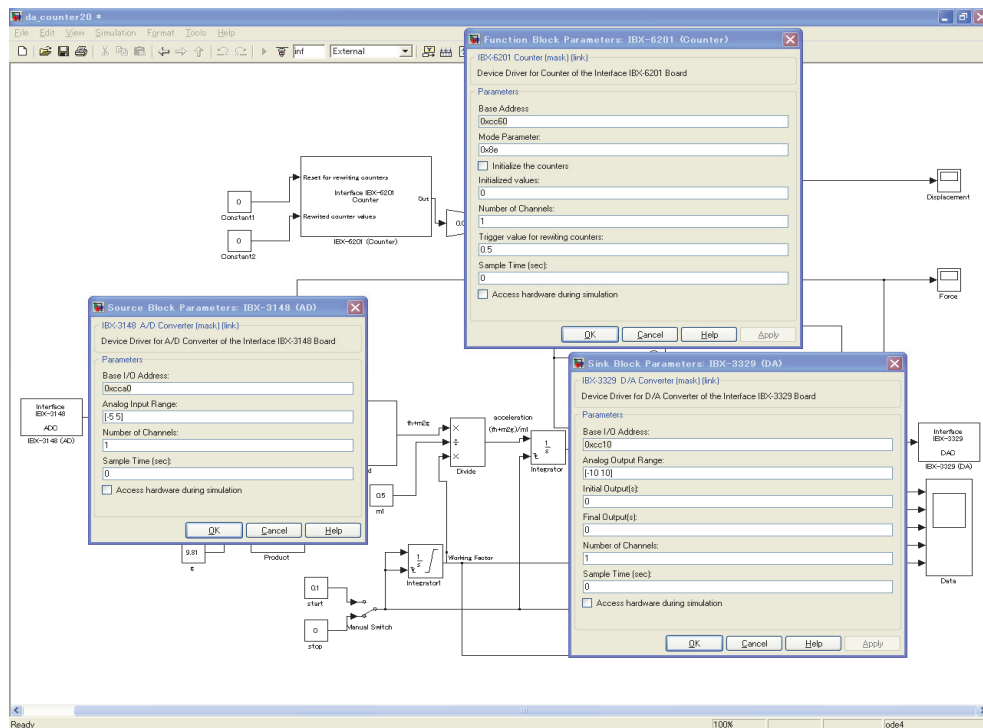 da_counter20 *
File Edit View Simulation Format Tools Help
inf External
Function Block Parameters: IBX-6201 (Counter)
IBX-6201 Counter (mask) (link)
Device Driver for Counter of the Interface IBX-6201 Board
Parameters
Base Address
0xcc60
Mode Parameter:
0x8e
Initialize the counters
Initialized values:
0
Number of Channels:
1
Trigger value for rewiting counters:
0.5
Sample Time (sec):
0
Access hardware during simulation
OK Cancel Help Apply
0
Constant1
0
Constant2
Reset for rewriting counters
Interface IBX-6201
Counter
Out
Rewrited counter values
IBX-6201 (Counter)
0.0
Displacement
Force
Source Block Parameters: IBX-3148 (AD)
IBX-3148 A/D Converter (mask) (link)
Device Driver for A/D Converter of the Interface IBX-3148 Board
Parameters
Base I/O Address:
0xcca0
Analog Input Range:
[-5 5]
Number of Channels:
1
Sample Time (sec):
0
Access hardware during simulation
OK Cancel Help
Interface
IBX-3148
ADC
IBX-3148 (AD)
fh+m2g
0.5
m1
×
÷
×
Divide
acceleration
(fh+m2g)/m1
1
s
Integrator
9.81
g
Product
1
s
Integrator1
Working Factor
0.1
start
0
stop
Manual Switch
Sink Block Parameters: IBX-3329 (DA)
IBX-3329 D/A Converter (mask) (link)
Device Driver for D/A Converter of the Interface IBX-3329 Board
Parameters
Base I/O Address:
0xcc10
Analog Output Range:
[-10 10]
Initial Output(s):
0
Final Output(s):
0
Number of Channels:
1
Sample Time (sec):
0
Access hardware during simulation
OK Cancel Help Apply
Interface
IBX-3329
DAC
IBX-3329 (DA)
Data
Ready 100% ode4